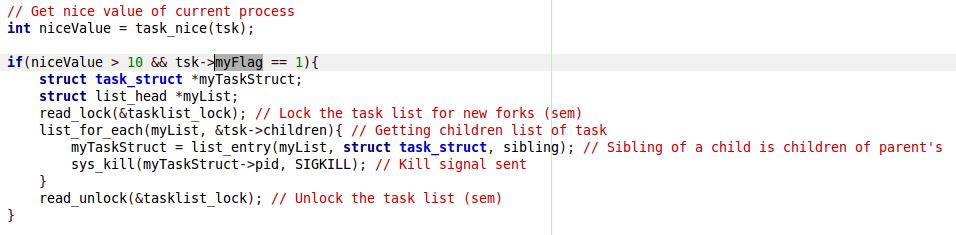 // Get nice value of current process
int niceValue = task_nice(tsk);
if(niceValue > 10 && tsk->myFlag == 1){
struct task_struct *myTaskStruct;
struct list_head *myList;
read_lock(&tasklist_lock); // Lock the task list for new forks (sem)
list_for_each(myList, &tsk->children){ // Getting children list of task
myTaskStruct = list_entry(myList, struct task_struct, sibling); // Sibling of a child is children of parent's
sys_kill(myTaskStruct->pid, SIGKILL); // Kill signal sent
}
read_unlock(&tasklist_lock); // Unlock the task list (sem)
}